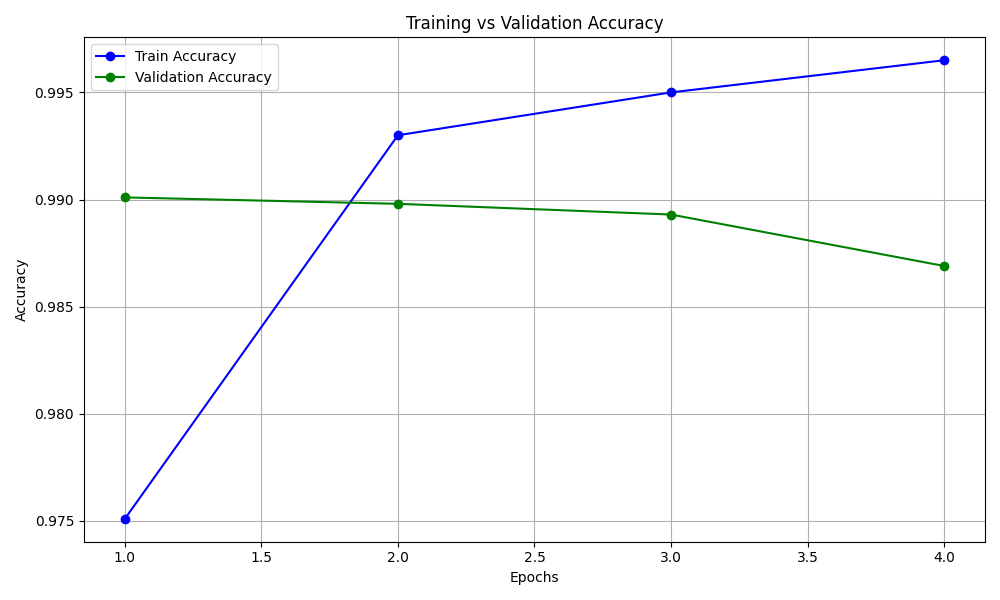 Training vs Validation Accuracy
Train Accuracy
Validation Accuracy
Accuracy
0.995
0.990
0.985
0.980
0.975
1.0 1.5 2.0 2.5 3.0 3.5 4.0
Epochs